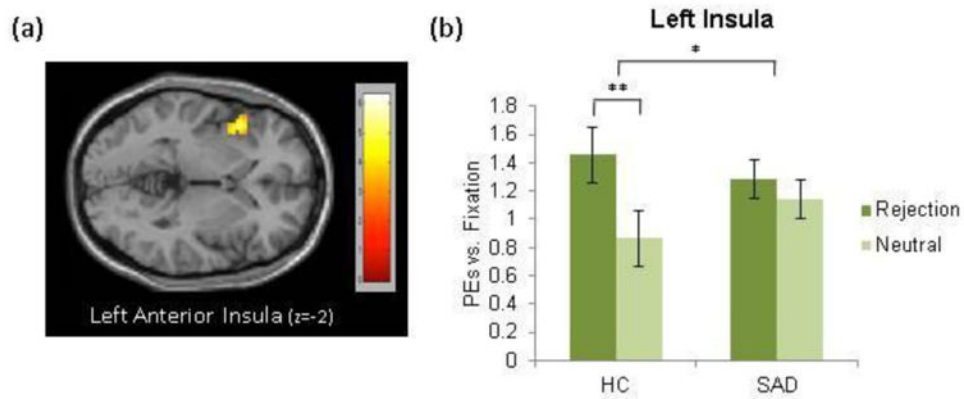 (a)
Left Anterior Insula (z=-2)
(b)
Left Insula
*
**
PEs vs. Fixation
1.8
1.6
1.4
1.2
1
0.8
0.6
0.4
0.2
0
HC
SAD
Rejection
Neutral